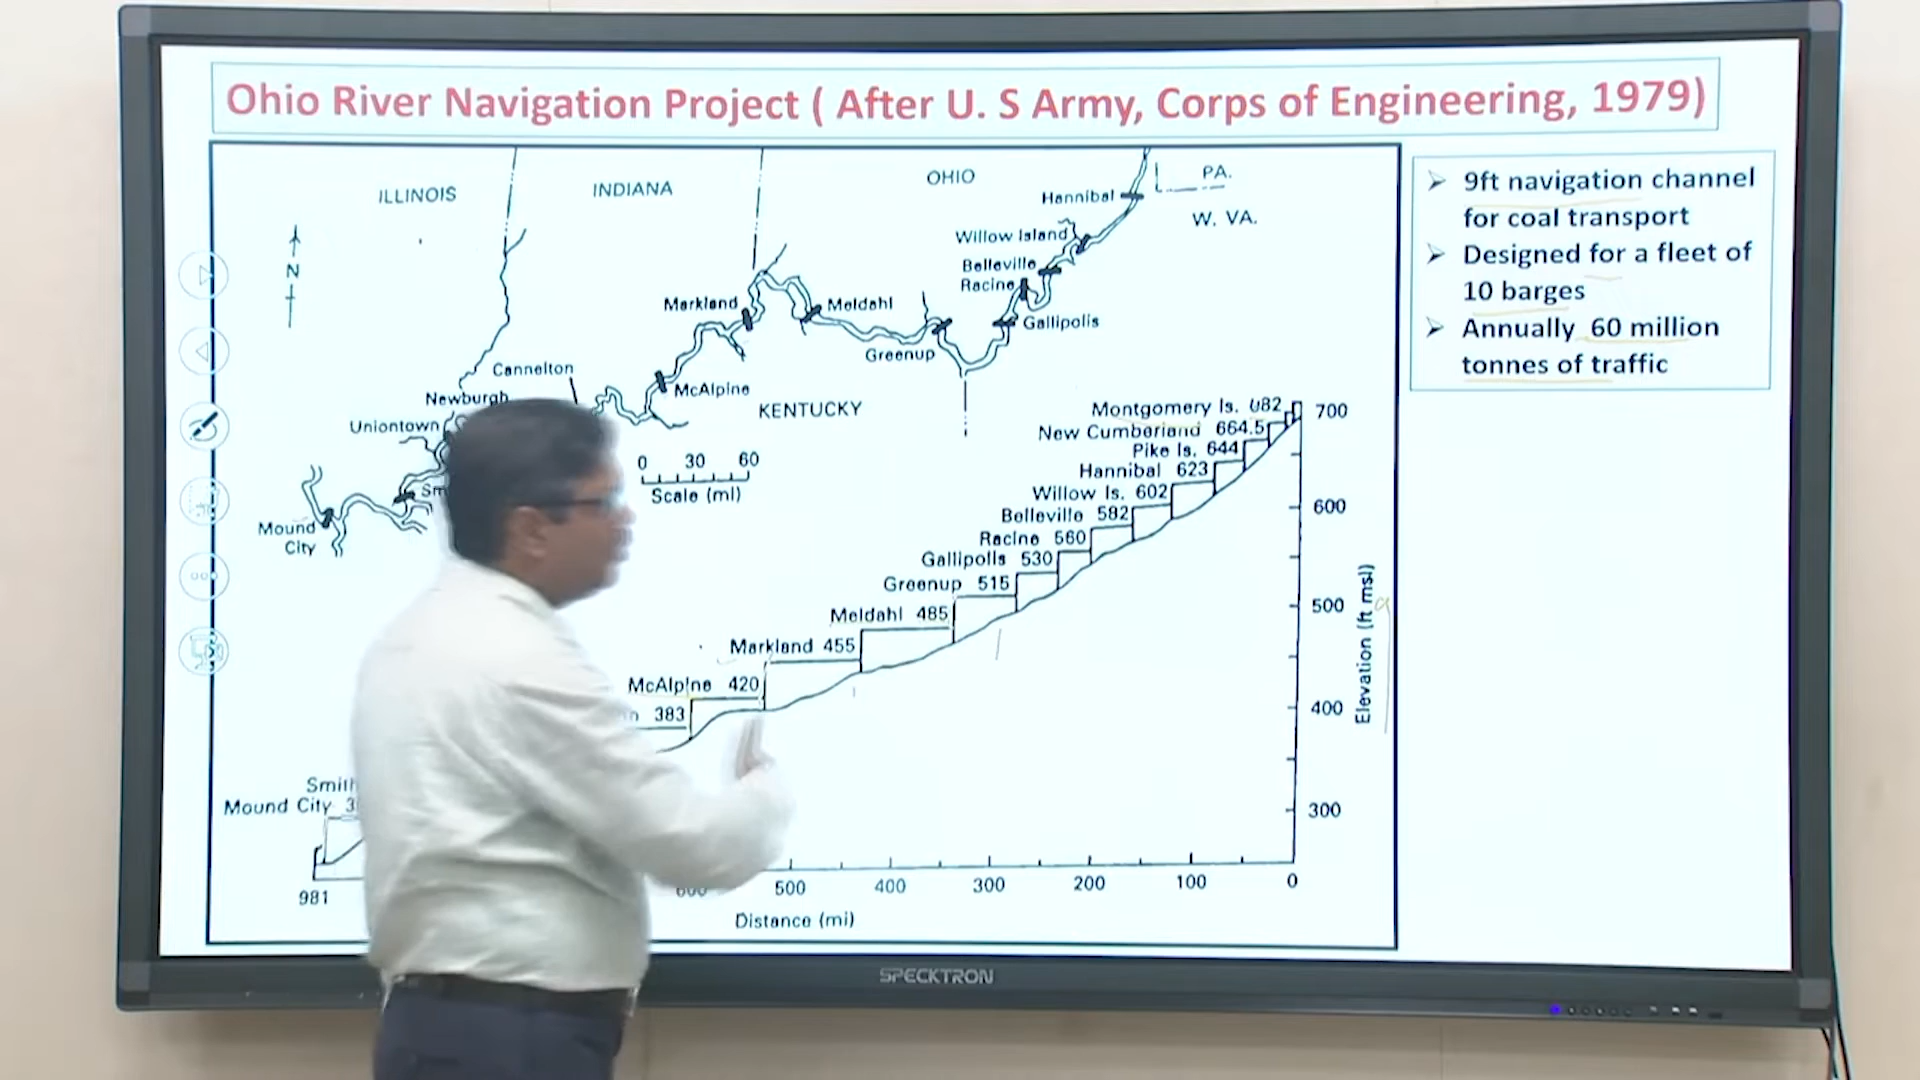 Ohio River Navigation Project ( After U. S Army, Corps of Engineering, 1979)
ILLINOIS
INDIANA
OHIO
PA.
W. VA.
N
Hannibal
Willow Island
Belleville
Racine
Gallipolis
Markland
Meldahl
Greenup
Cannelton
McAlpine
KENTUCKY
Newburgh
Uniontown
Sm
Mound
City
0 30 60
Scale (mi)
9ft navigation channel
for coal transport
Designed for a fleet of
10 barges
Annually 60 million
tonnes of traffic
Montgomery Is. 682
New Cumberland 664.5
Pike Is. 644
Hannibal 623
Willow Is. 602
Belleville 582
Racine 560
Gallipolis 530
Greenup 515
Meldahl 485
Markland 455
McAlpine 420
n 383
Smith
Mound City 3
700
600
500
400
300
Elevation (ft msl)
981 600 500 400 300 200 100 0
Distance (mi)
SPECKTRON